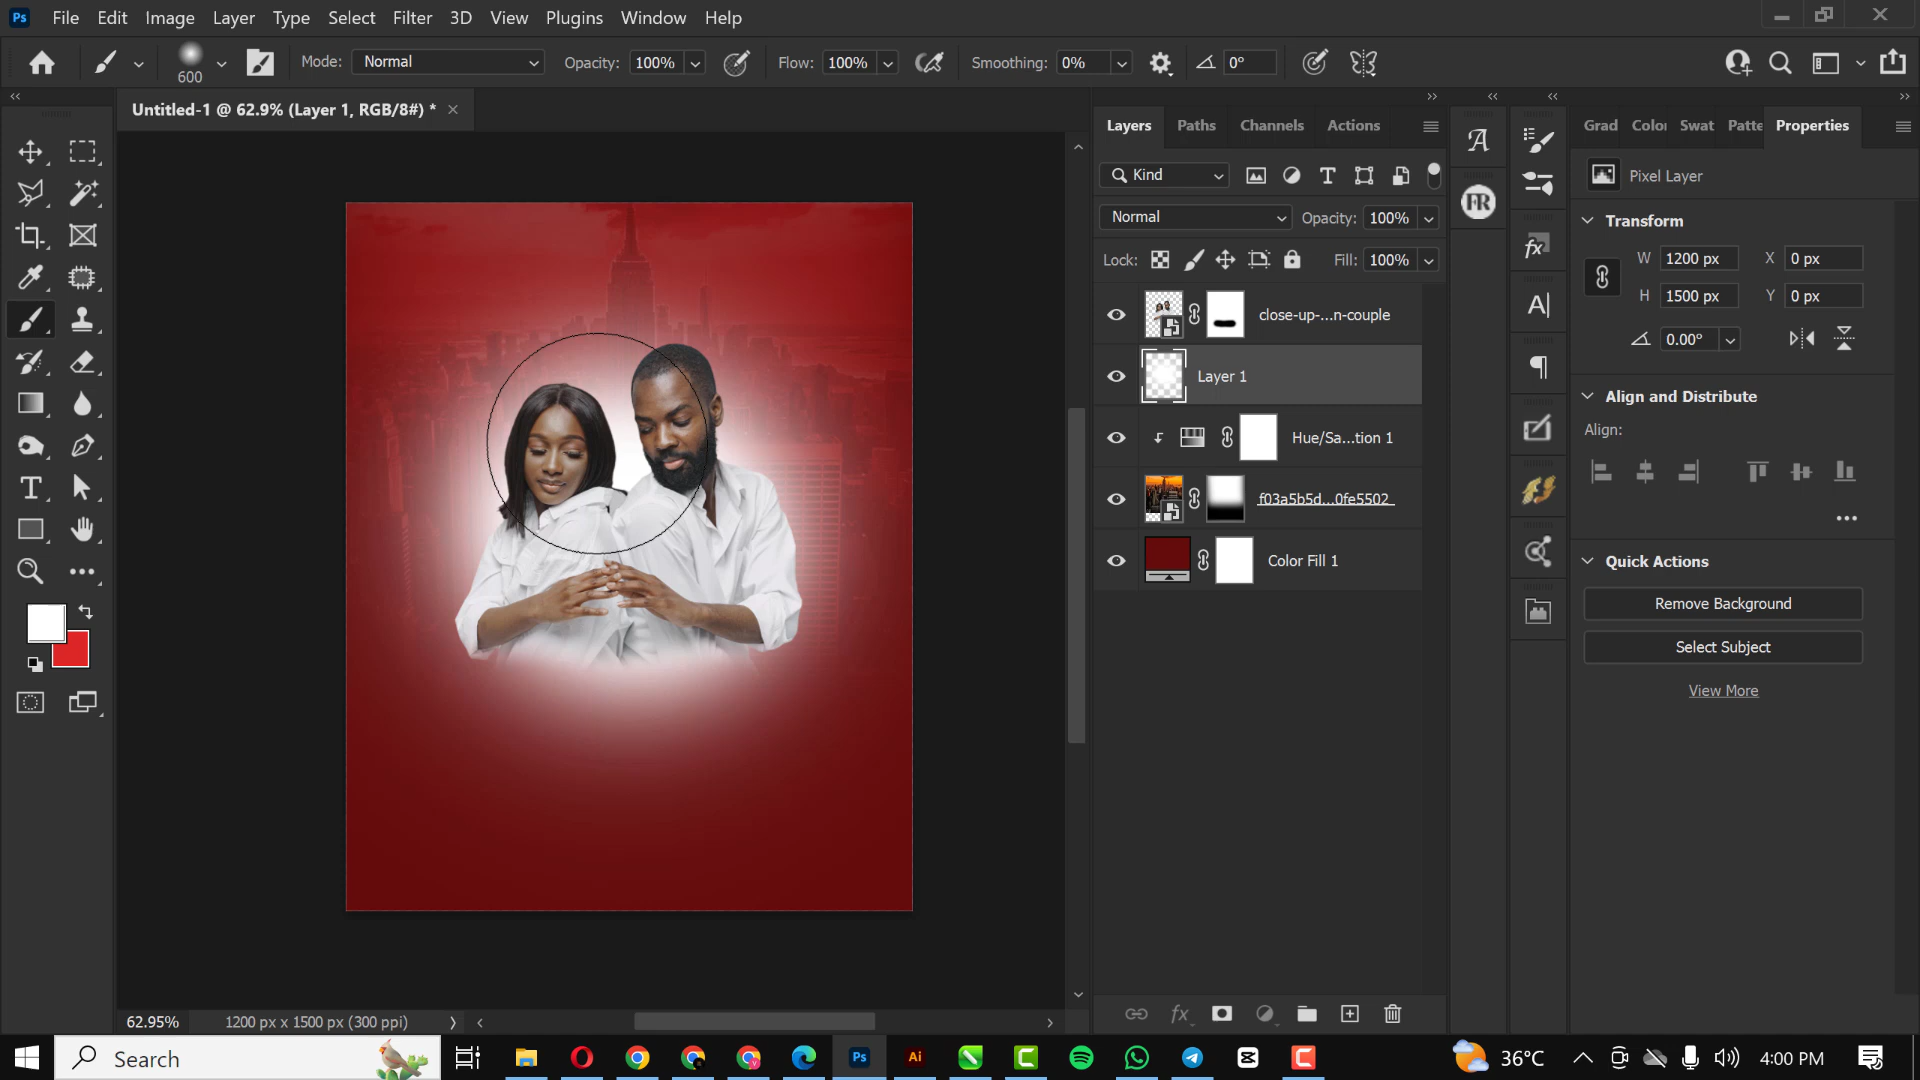 Ps File Edit Image Layer Type Select Filter 3D View Plugins Window Help
600 Mode: Normal Opacity: 100% Flow: 100% Smoothing: 0% 0°
Untitled-1 @ 62.9% (Layer 1, RGB/8#) *
Layers Paths Channels Actions
Grad Color Swat Patte Properties
Kind
Pixel Layer
FR
Normal Opacity: 100%
Transform
Lock: Fill: 100%
W 1200 px X 0 px
H 1500 px Y 0 px
close-up-...n-couple
0.00°
Layer 1
Align and Distribute
Align:
Hue/Sa...tion 1
f03a5b5d...0fe5502
Color Fill 1
Quick Actions
Remove Background
Select Subject
View More
62.95% 1200 px x 1500 px (300 ppi)
Search
Ps Ai
36°C
4:00 PM